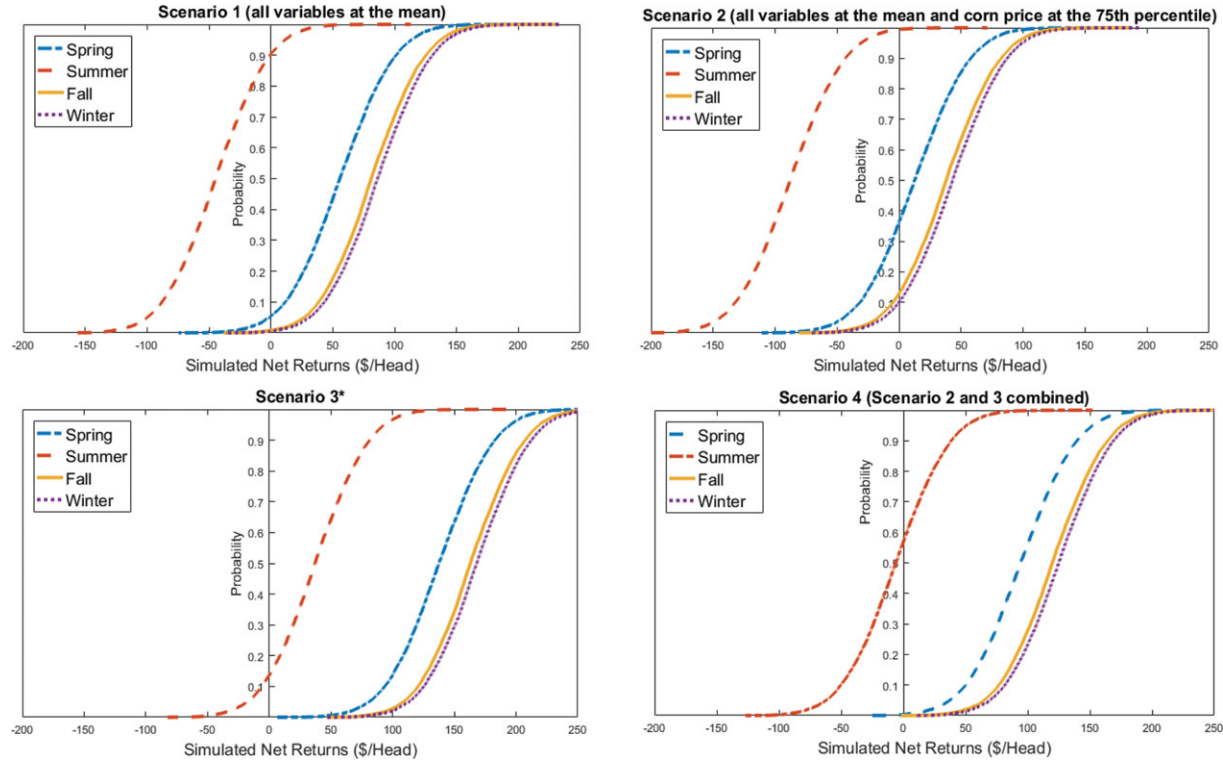 Scenario 1 (all variables at the mean)
Spring
Summer
Fall
Winter
Probability
0.9
0.8
0.7
0.6
0.5
0.4
0.3
0.2
0.1
-200 -150 -100 -50 0 50 100 150 200 250
Simulated Net Returns ($/Head)
Scenario 2 (all variables at the mean and corn price at the 75th percentile)
Spring
Summer
Fall
Winter
Probability
0.9
0.8
0.7
0.6
0.5
0.4
0.3
0.2
0.1
-200 -150 -100 -50 0 50 100 150 200 250
Simulated Net Returns ($/Head)
Scenario 3*
Spring
Summer
Fall
Winter
Probability
0.9
0.8
0.7
0.6
0.5
0.4
0.3
0.2
0.1
-200 -150 -100 -50 0 50 100 150 200 250
Simulated Net Returns ($/Head)
Scenario 4 (Scenario 2 and 3 combined)
Spring
Summer
Fall
Winter
Probability
0.9
0.8
0.7
0.6
0.5
0.4
0.3
0.2
0.1
-200 -150 -100 -50 0 50 100 150 200 250
Simulated Net Returns ($/Head)